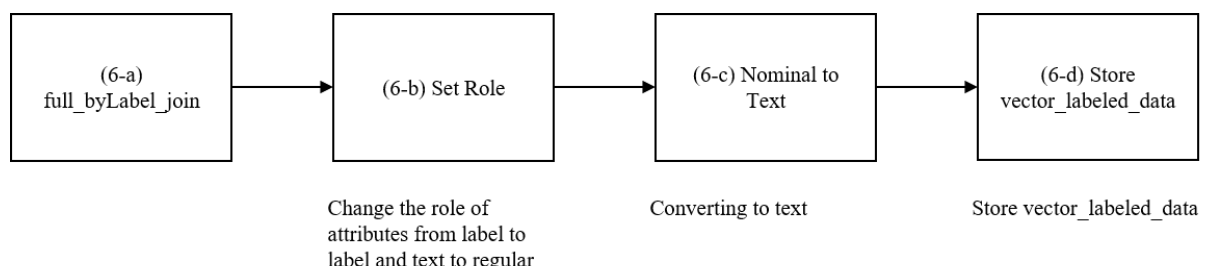 (6-a)
full_byLabel_join
(6-b) Set Role
(6-c) Nominal to
Text
(6-d) Store
vector_labeled_data
Change the role of
attributes from label to
label and text to regular
Converting to text
Store vector_labeled_data